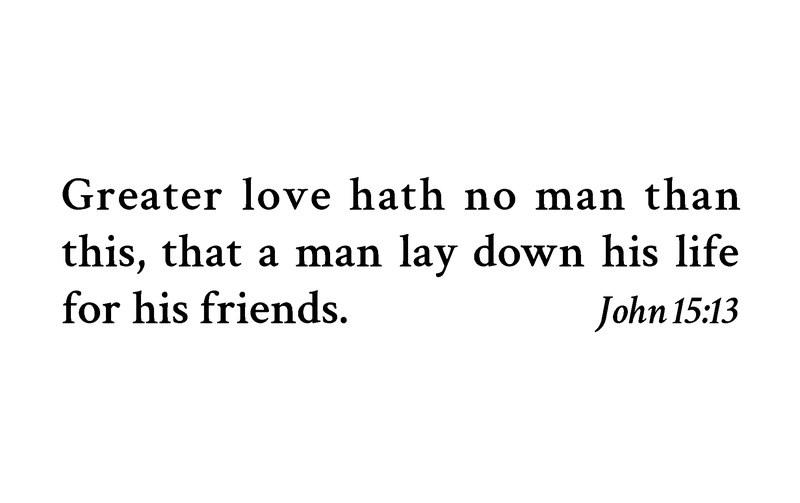 Greater love hath no man than
this, that a man lay down his life
for his friends. John 15:13